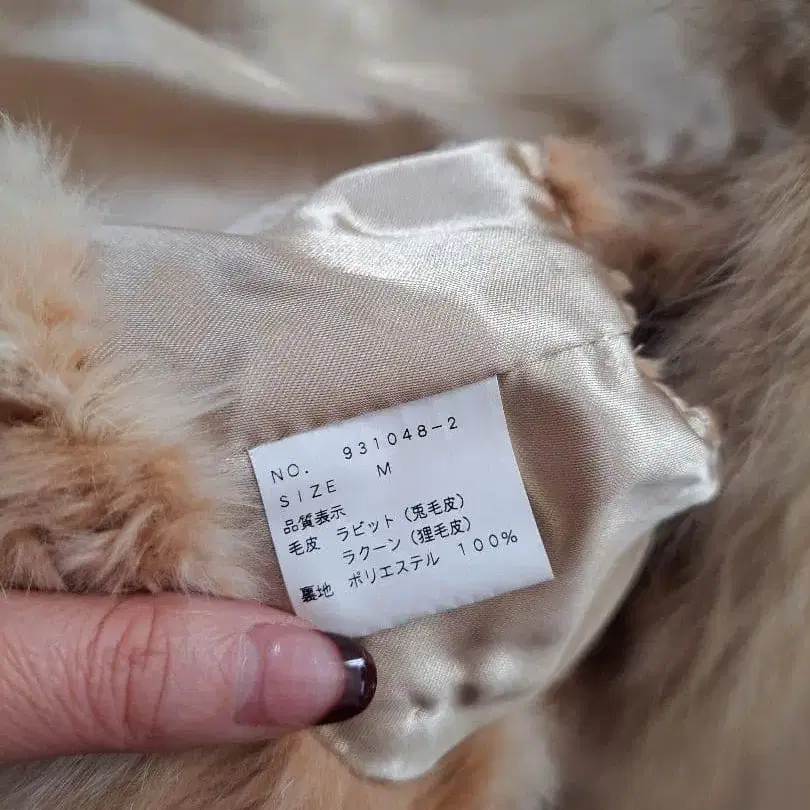 NO. 931048-2
SIZE M
品質表示
毛皮 ラビット(兎毛皮)
ラクーン(狸毛皮)
裏地 ポリエステル 100%